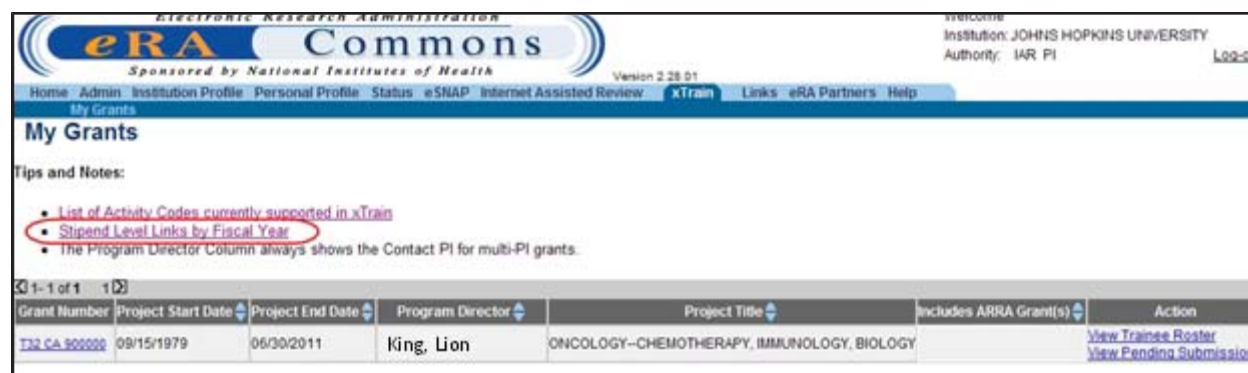 Electronic Research Administration
eRA Commons
Sponsored by National Institutes of Health
Version 2.28.01
Welcome
Institution: JOHNS HOPKINS UNIVERSITY
Authority: IAR PI
Home Admin Institution Profile Personal Profile Status eSNAP Internet Assisted Review xTrain Links eRA Partners Help
My Grants
My Grants
Tips and Notes:
• List of Activity Codes currently supported in xTrain
• Stipend Level Links by Fiscal Year
• The Program Director Column always shows the Contact PI for multi-PI grants.
1-1 of 1 1
Grant Number Project Start Date Project End Date Program Director Project Title Includes ARRA Grant(s) Action
T32 CA 900000 09/15/1979 06/30/2011 King, Lion ONCOLOGY--CHEMOTHERAPY, IMMUNOLOGY, BIOLOGY View Trainee Roster
View Pending Submissio